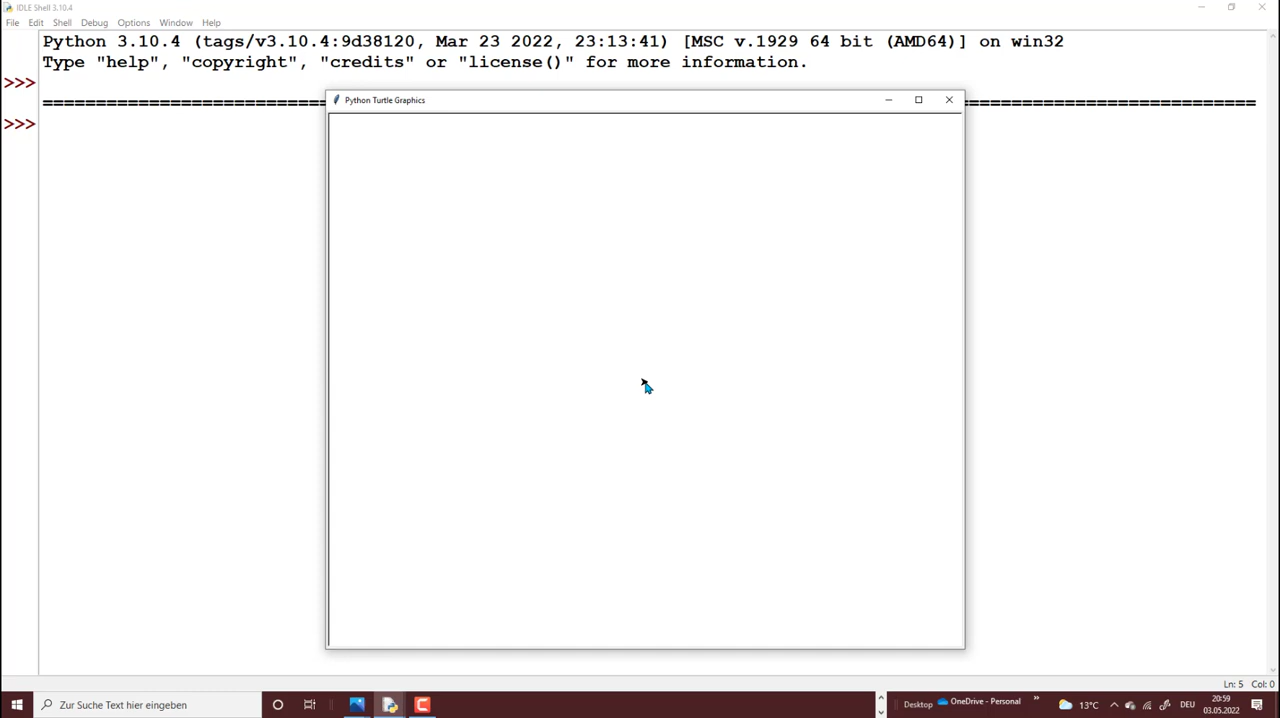 IDLE Shell 3.10.4
File Edit Shell Debug Options Window Help
Python 3.10.4 (tags/v3.10.4:9d38120, Mar 23 2022, 23:13:41) [MSC v.1929 64 bit (AMD64)] on win32
Type "help", "copyright", "credits" or "license()" for more information.
>>>
>>>
Python Turtle Graphics
Ln: 5 Col: 0
Zur Suche Text hier eingeben
Desktop OneDrive - Personal » 13°C DEU 20:59
03.05.2022